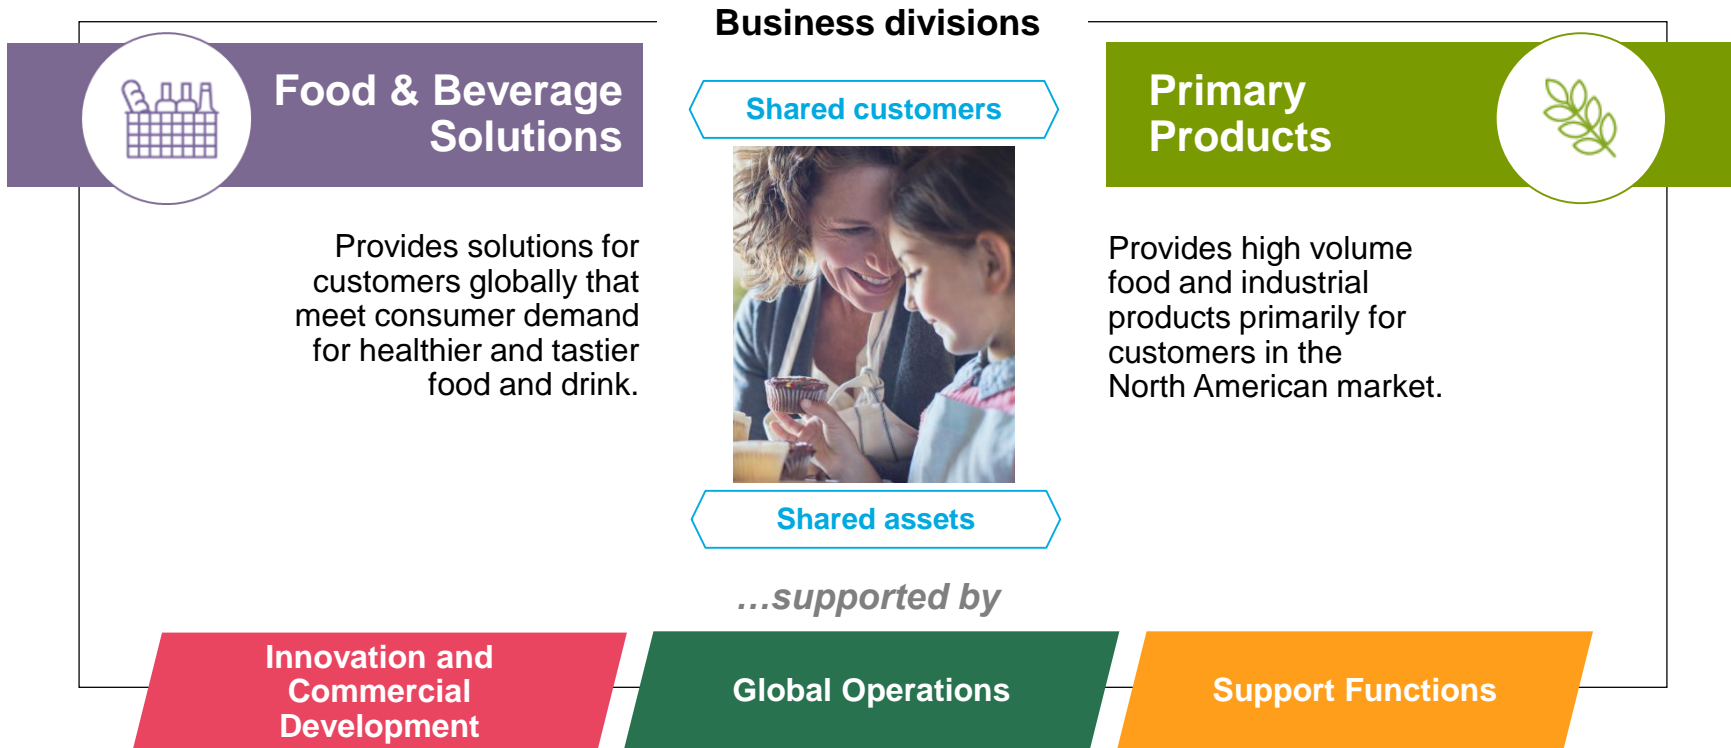 Business divisions
Food & Beverage
Solutions
Provides solutions for
customers globally that
meet consumer demand
for healthier and tastier
food and drink.
Shared customers
Shared assets
Primary
Products
Provides high volume
food and industrial
products primarily for
customers in the
North American market.
…supported by
Innovation and
Commercial
Development
Global Operations
Support Functions